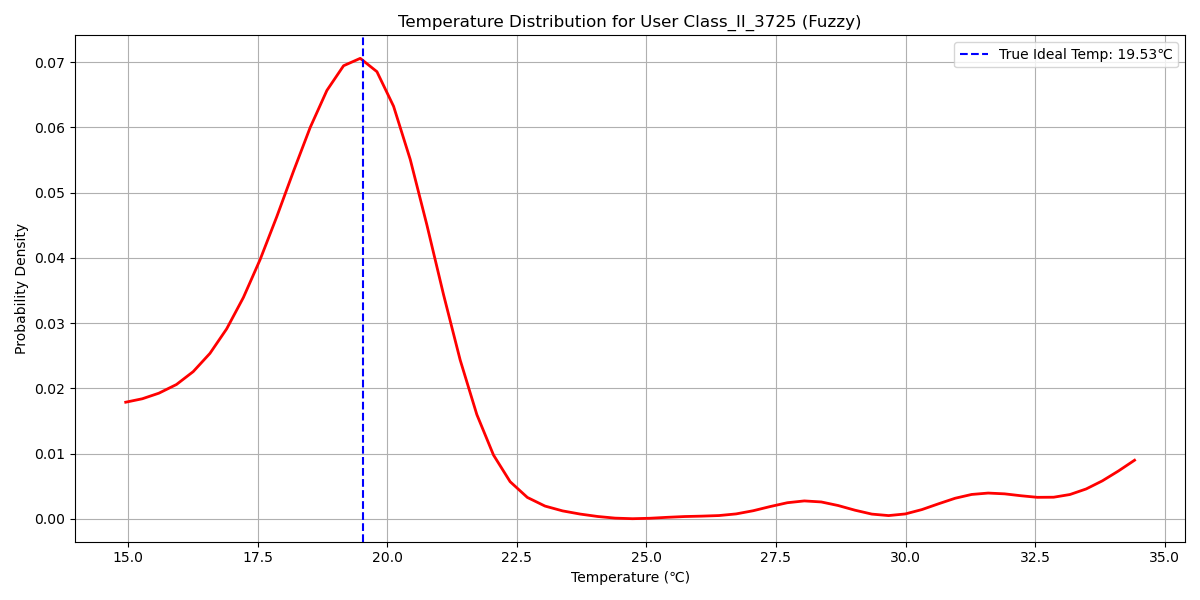 Temperature Distribution for User Class_II_3725 (Fuzzy)
True Ideal Temp: 19.53℃
Probability Density
0.07
0.06
0.05
0.04
0.03
0.02
0.01
0.00
15.0 17.5 20.0 22.5 25.0 27.5 30.0 32.5 35.0
Temperature (℃)